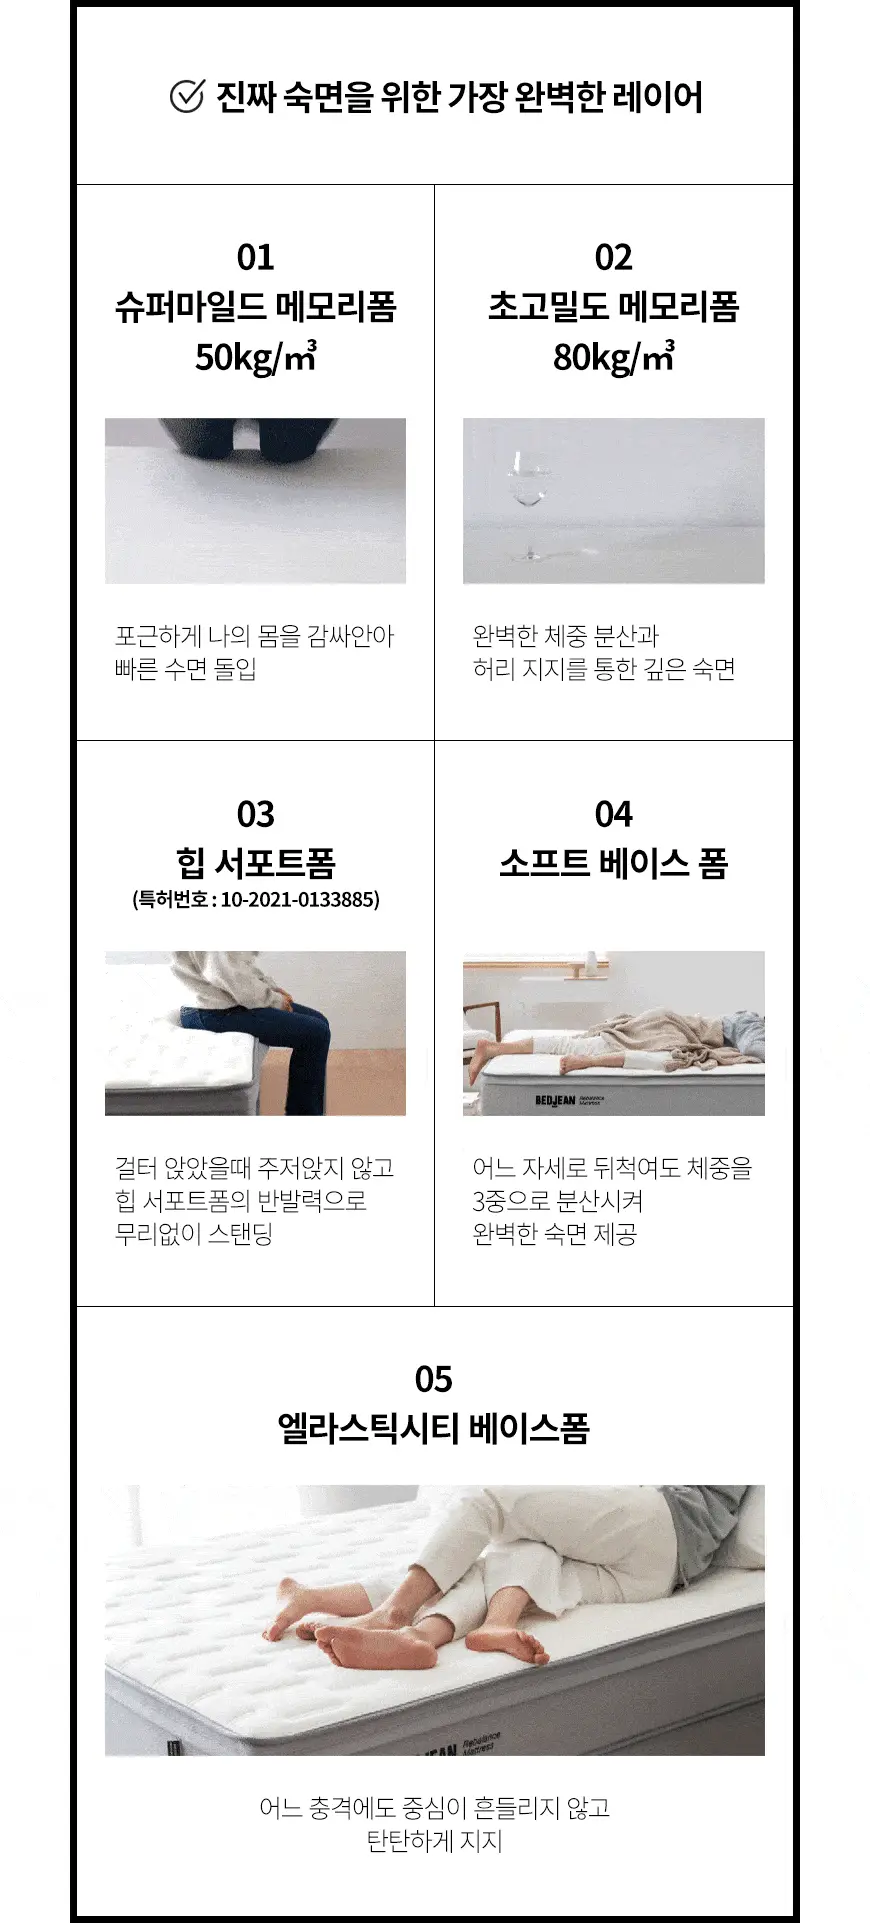 진짜 숙면을 위한 가장 완벽한 레이어
01
슈퍼마일드 메모리폼
50kg/㎥
포근하게 나의 몸을 감싸안아
빠른 수면 돌입
02
초고밀도 메모리폼
80kg/㎥
완벽한 체중 분산과
허리 지지를 통한 깊은 숙면
03
힙 서포트폼
(특허번호 : 10-2021-0133885)
걸터 앉았을때 주저앉지 않고
힙 서포트폼의 반발력으로
무리없이 스탠딩
04
소프트 베이스 폼
BEDJEAN Rebalance
Mattress
어느 자세로 뒤척여도 체중을
3중으로 분산시켜
완벽한 숙면 제공
05
엘라스틱시티 베이스폼
Rebalance
Mattress
어느 충격에도 중심이 흔들리지 않고
탄탄하게 지지